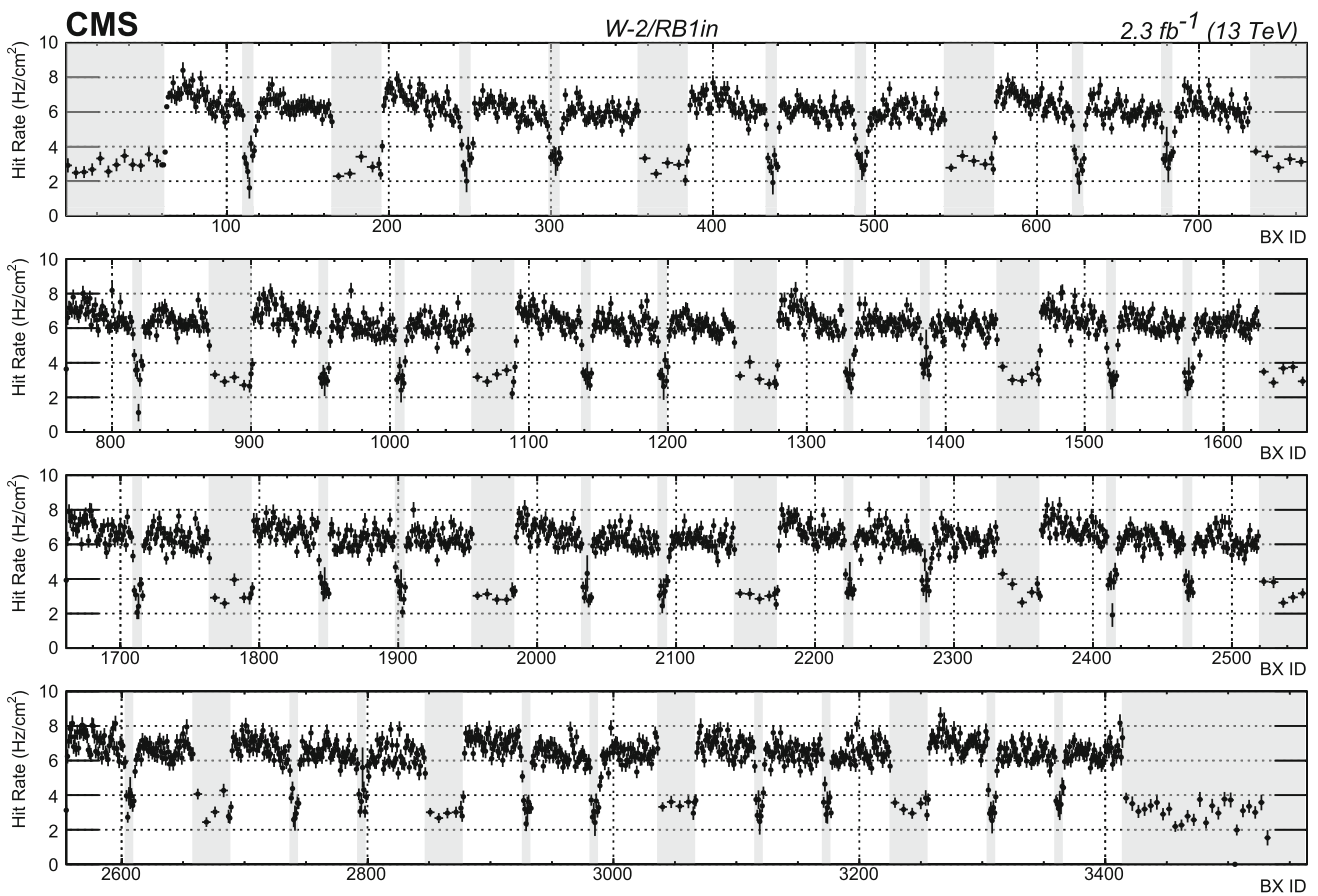 CMS W-2/RB1in 2.3 fb⁻¹ (13 TeV)
Hit Rate (Hz/cm²)
10
8
6
4
2
0
100 200 300 400 500 600 700
BX ID
Hit Rate (Hz/cm²)
10
8
6
4
2
0
800 900 1000 1100 1200 1300 1400 1500 1600
BX ID
Hit Rate (Hz/cm²)
10
8
6
4
2
0
1700 1800 1900 2000 2100 2200 2300 2400 2500
BX ID
Hit Rate (Hz/cm²)
10
8
6
4
2
0
2600 2800 3000 3200 3400
BX ID